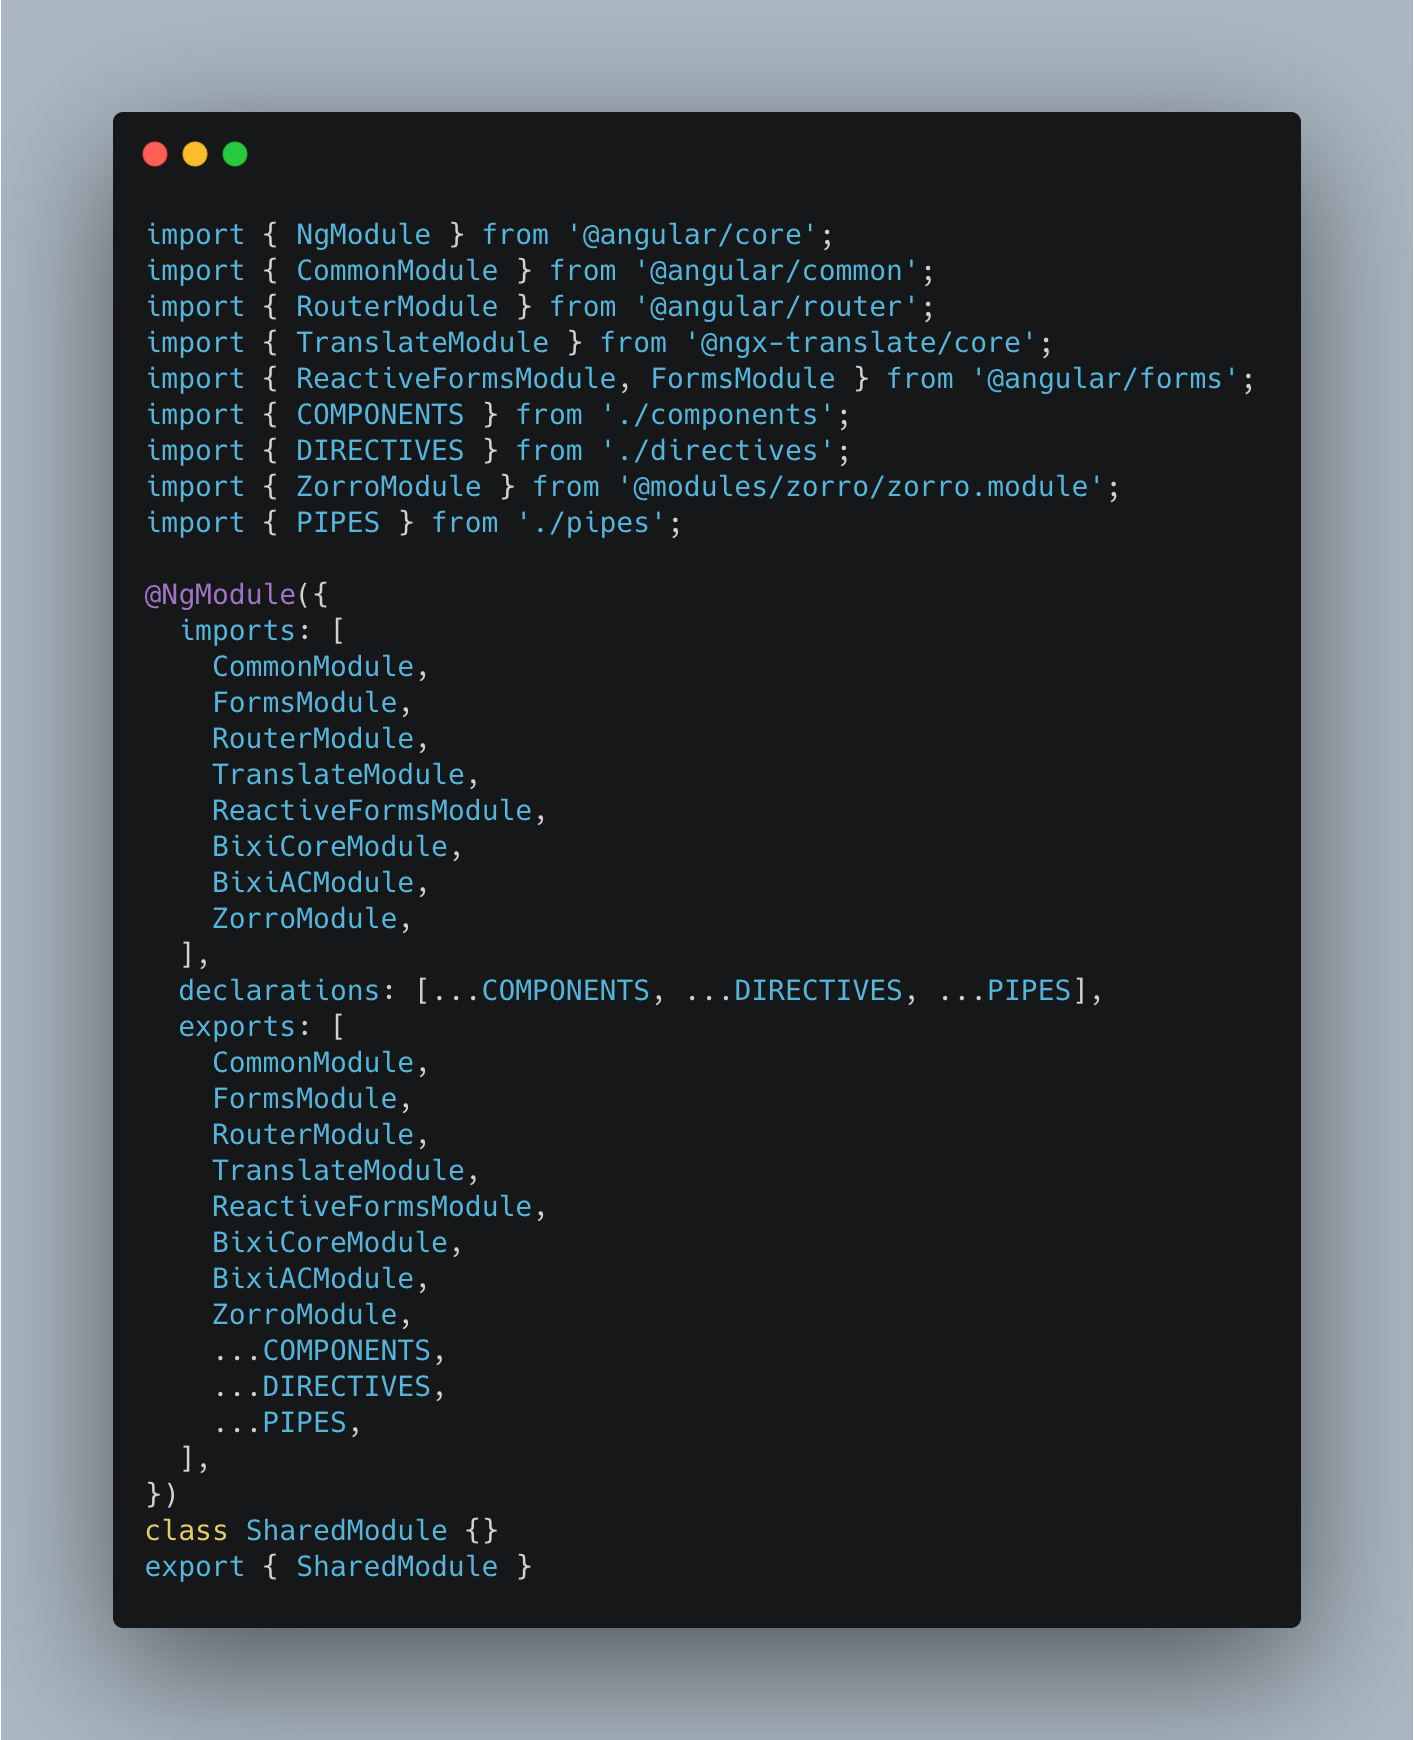 import { NgModule } from '@angular/core';
import { CommonModule } from '@angular/common';
import { RouterModule } from '@angular/router';
import { TranslateModule } from '@ngx-translate/core';
import { ReactiveFormsModule, FormsModule } from '@angular/forms';
import { COMPONENTS } from './components';
import { DIRECTIVES } from './directives';
import { ZorroModule } from '@modules/zorro/zorro.module';
import { PIPES } from './pipes';

@NgModule({
  imports: [
    CommonModule,
    FormsModule,
    RouterModule,
    TranslateModule,
    ReactiveFormsModule,
    BixiCoreModule,
    BixiACModule,
    ZorroModule,
  ],
  declarations: [...COMPONENTS, ...DIRECTIVES, ...PIPES],
  exports: [
    CommonModule,
    FormsModule,
    RouterModule,
    TranslateModule,
    ReactiveFormsModule,
    BixiCoreModule,
    BixiACModule,
    ZorroModule,
    ...COMPONENTS,
    ...DIRECTIVES,
    ...PIPES,
  ],
})
class SharedModule {}
export { SharedModule }